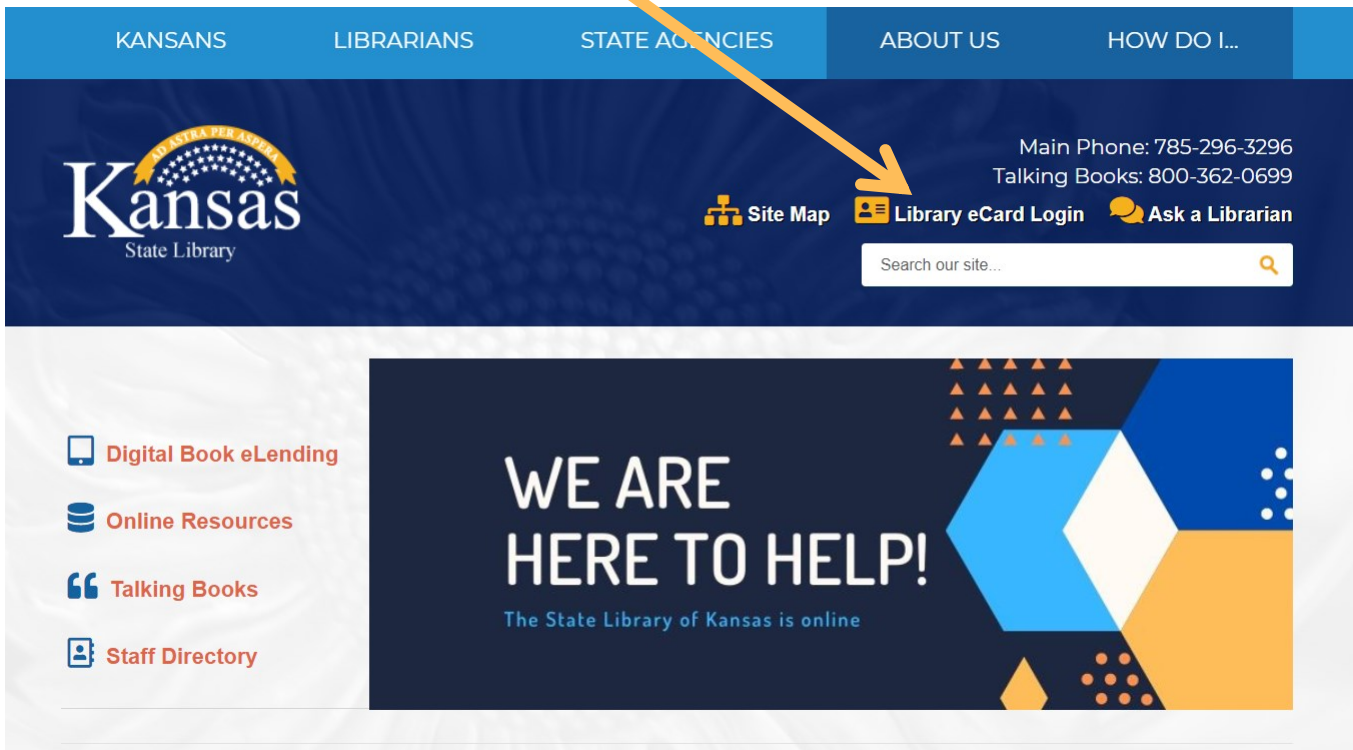 KANSANS LIBRARIANS STATE AGENCIES ABOUT US HOW DO I...
AD ASTRA PER ASPERA
Kansas
State Library
Main Phone: 785-296-3296
Talking Books: 800-362-0699
Site Map Library eCard Login Ask a Librarian
Search our site...
Digital Book eLending
Online Resources
Talking Books
Staff Directory
WE ARE
HERE TO HELP!
The State Library of Kansas is online